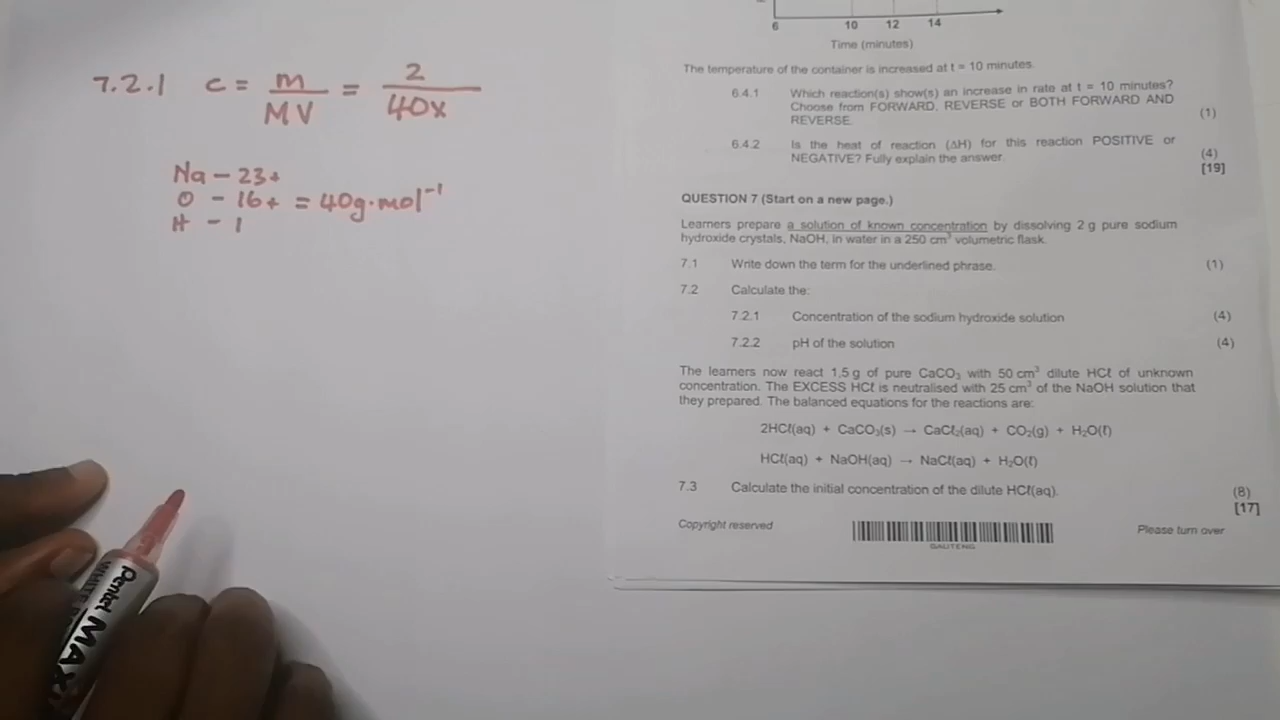 7.2.1 c = m / MV = 2 / 40x
Na - 23+
O - 16+ = 40g·mol⁻¹
H - 1
6 10 12 14
Time (minutes)
The temperature of the container is increased at t = 10 minutes.
6.4.1 Which reaction(s) show(s) an increase in rate at t = 10 minutes?
Choose from FORWARD, REVERSE or BOTH FORWARD AND
REVERSE. (1)
6.4.2 Is the heat of reaction (ΔH) for this reaction POSITIVE or
NEGATIVE? Fully explain the answer. (4)
[19]
QUESTION 7 (Start on a new page.)
Learners prepare a solution of known concentration by dissolving 2 g pure sodium
hydroxide crystals, NaOH, in water in a 250 cm³ volumetric flask.
7.1 Write down the term for the underlined phrase. (1)
7.2 Calculate the:
7.2.1 Concentration of the sodium hydroxide solution (4)
7.2.2 pH of the solution (4)
The learners now react 1,5 g of pure CaCO₃ with 50 cm³ dilute HCℓ of unknown
concentration. The EXCESS HCℓ is neutralised with 25 cm³ of the NaOH solution that
they prepared. The balanced equations for the reactions are:
2HCℓ(aq) + CaCO₃(s) → CaCℓ₂(aq) + CO₂(g) + H₂O(ℓ)
HCℓ(aq) + NaOH(aq) → NaCℓ(aq) + H₂O(ℓ)
7.3 Calculate the initial concentration of the dilute HCℓ(aq). (8)
[17]
Copyright reserved Please turn over
GAUTENG
Pentel MAX